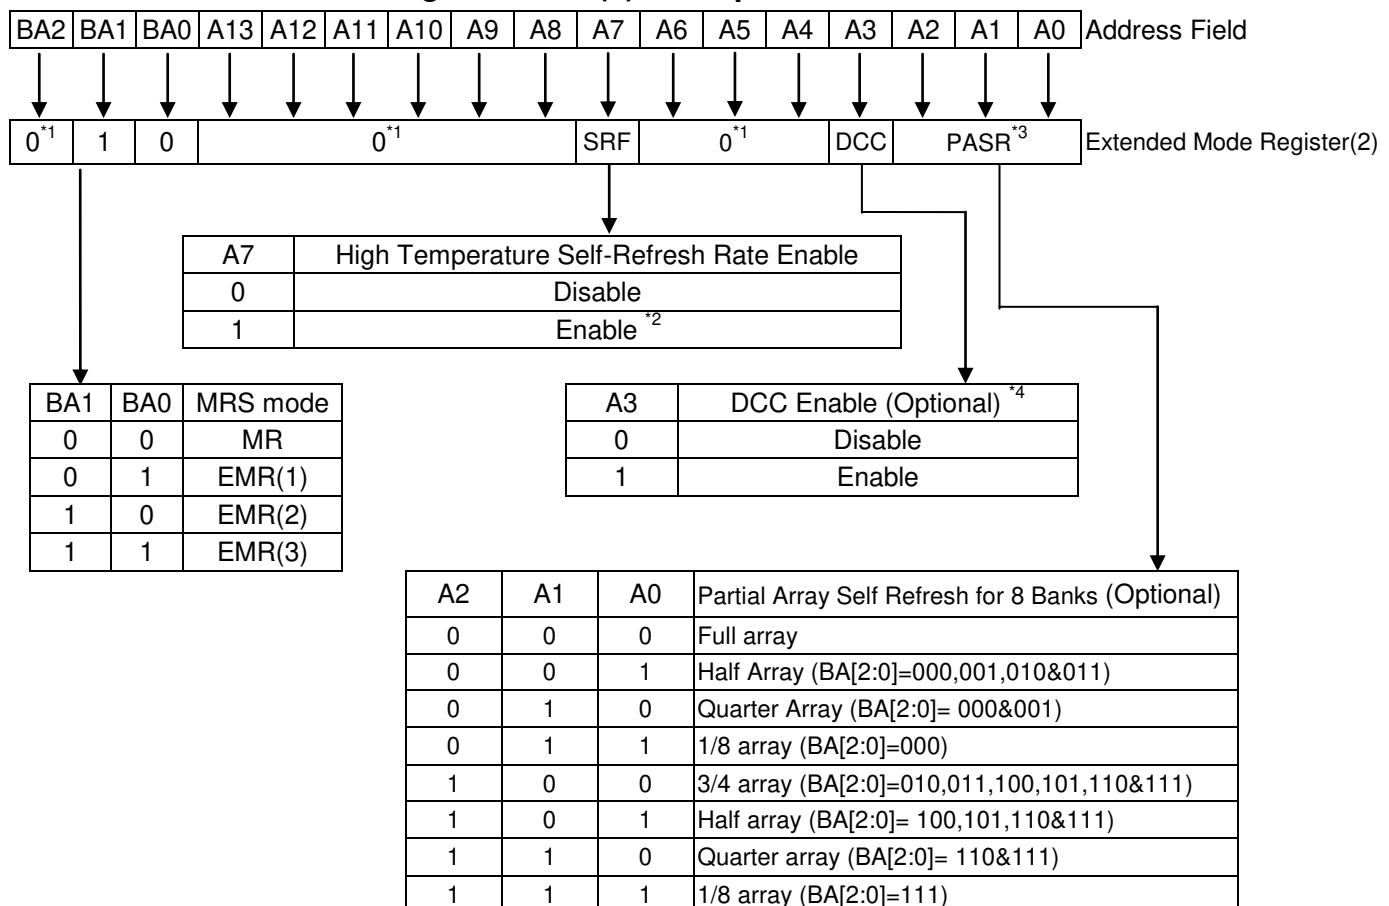 BA2 BA1 BA0 A13 A12 A11 A10 A9 A8 A7 A6 A5 A4 A3 A2 A1 A0 Address Field
0*1 1 0 0*1 SRF 0*1 DCC PASR*3 Extended Mode Register(2)
A7 High Temperature Self-Refresh Rate Enable
0 Disable
1 Enable *2
BA1 BA0 MRS mode
0 0 MR
0 1 EMR(1)
1 0 EMR(2)
1 1 EMR(3)
A3 DCC Enable (Optional) *4
0 Disable
1 Enable
A2 A1 A0 Partial Array Self Refresh for 8 Banks (Optional)
0 0 0 Full array
0 0 1 Half Array (BA[2:0]=000,001,010&011)
0 1 0 Quarter Array (BA[2:0]= 000&001)
0 1 1 1/8 array (BA[2:0]=000)
1 0 0 3/4 array (BA[2:0]=010,011,100,101,110&111)
1 0 1 Half array (BA[2:0]= 100,101,110&111)
1 1 0 Quarter array (BA[2:0]= 110&111)
1 1 1 1/8 array (BA[2:0]=111)